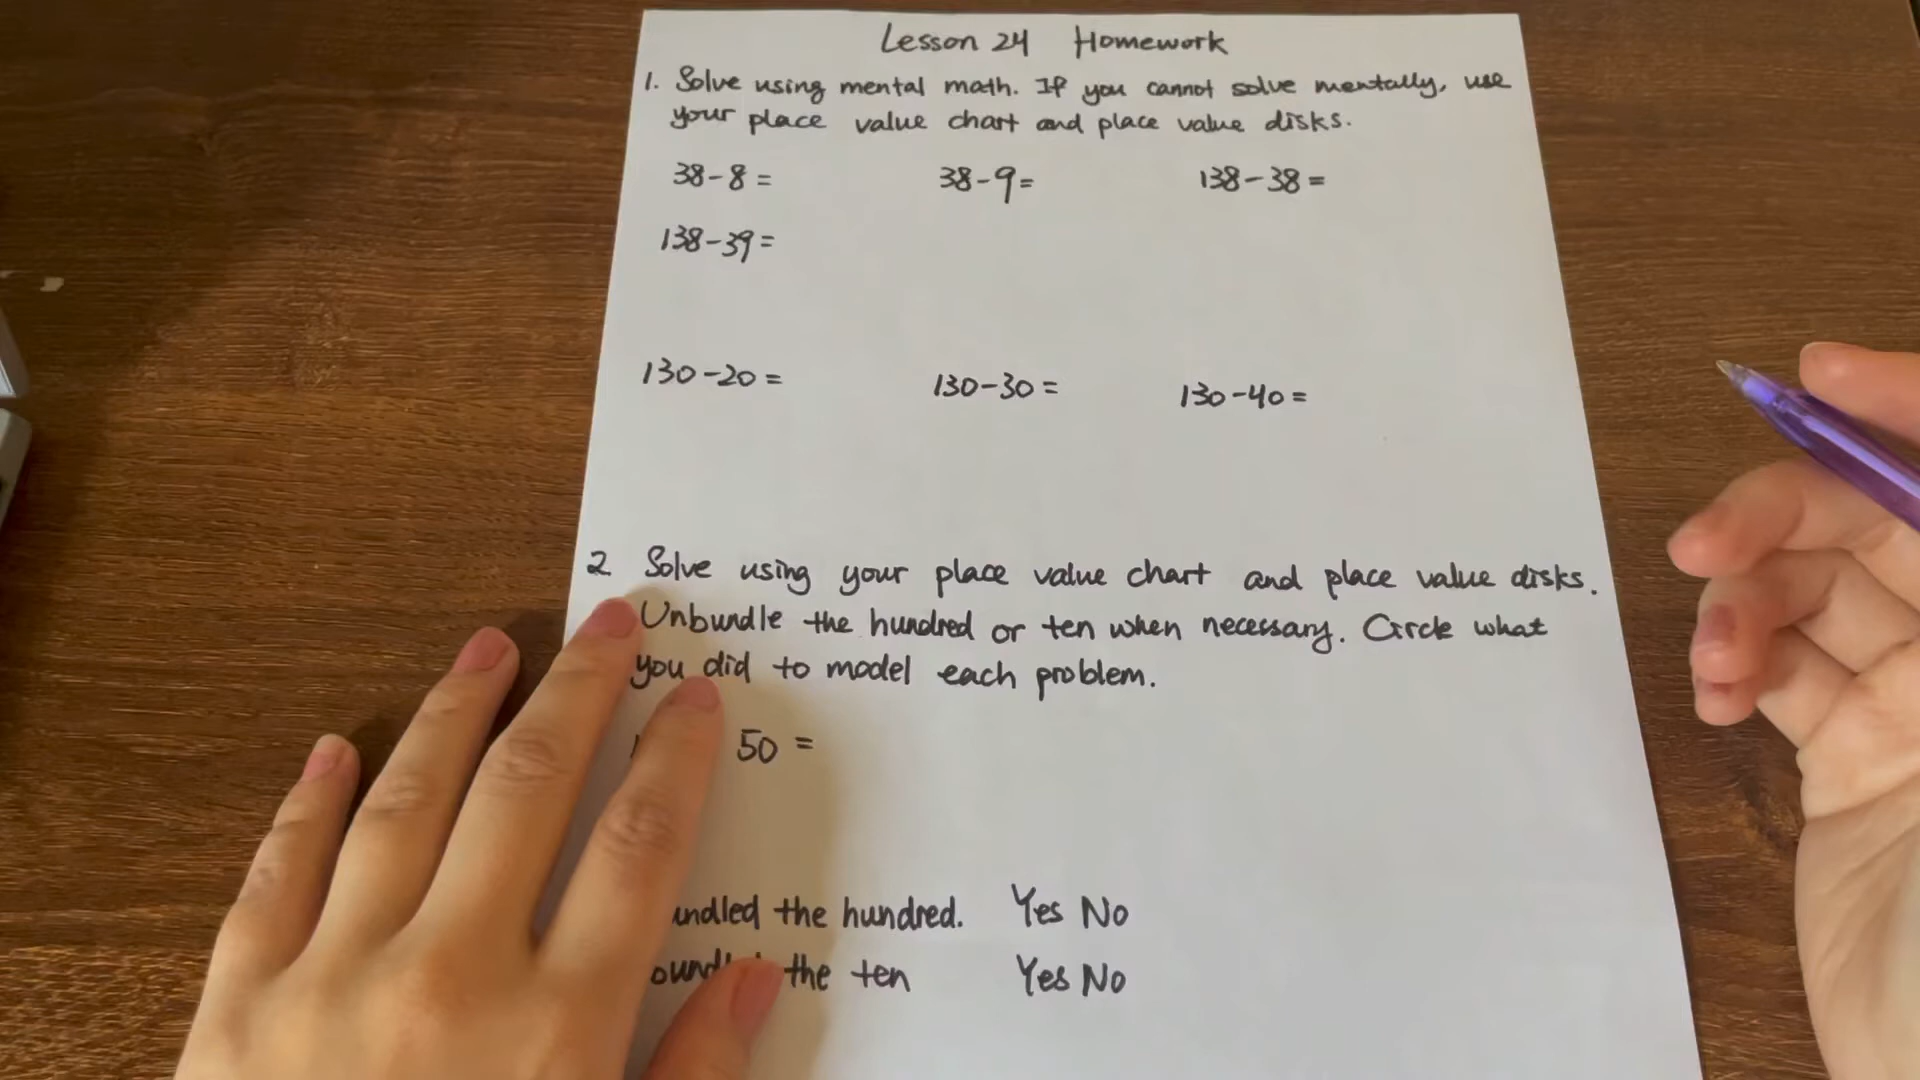 Lesson 24 Homework
1. Solve using mental math. If you cannot solve mentally, use
your place value chart and place value disks.
38-8= 38-9= 138-38=
138-39=
130-20= 130-30= 130-40=
2 Solve using your place value chart and place value disks.
Unbundle the hundred or ten when necessary. Circle what
you did to model each problem.
50 =
undled the hundred. Yes No
the ten Yes No